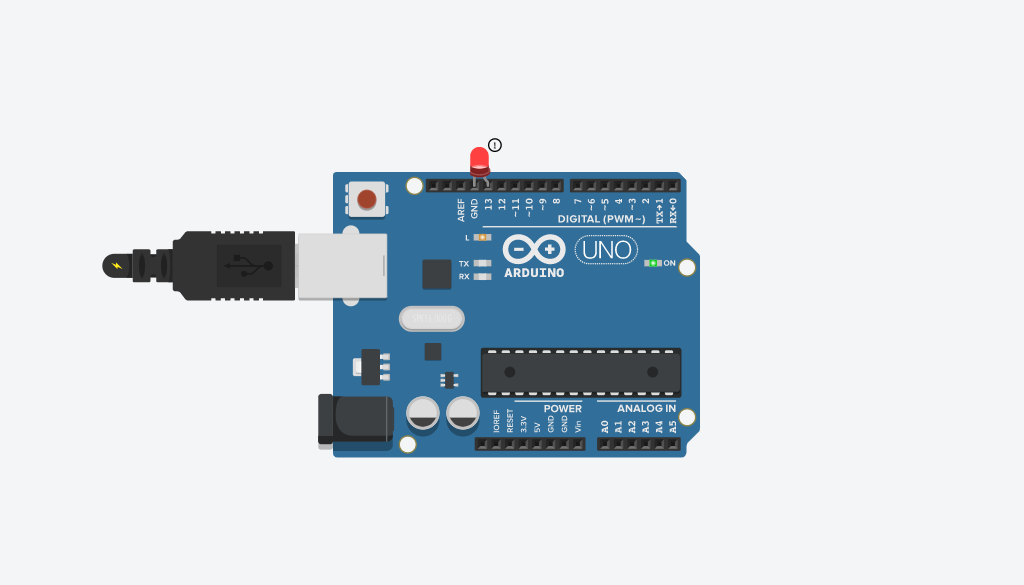 !
AREF
GND
13
12
~11
~10
~9
8
7
~6
~5
4
~3
2
TX→1
RX←0
DIGITAL (PWM~)
L
TX
RX
ARDUINO
UNO
ON
POWER
ANALOG IN
IOREF
RESET
3.3V
5V
GND
GND
Vin
A0
A1
A2
A3
A4
A5